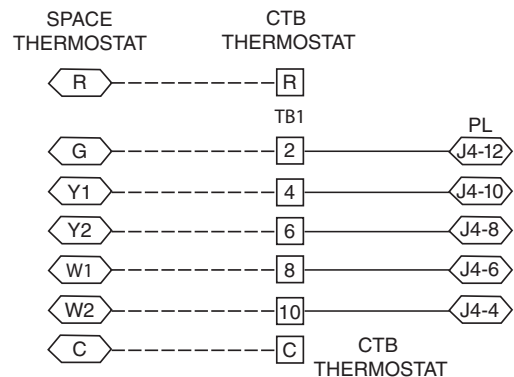 SPACE
THERMOSTAT
CTB
THERMOSTAT
R R
TB1
PL
G 2 J4-12
Y1 4 J4-10
Y2 6 J4-8
W1 8 J4-6
W2 10 J4-4
C C
CTB
THERMOSTAT